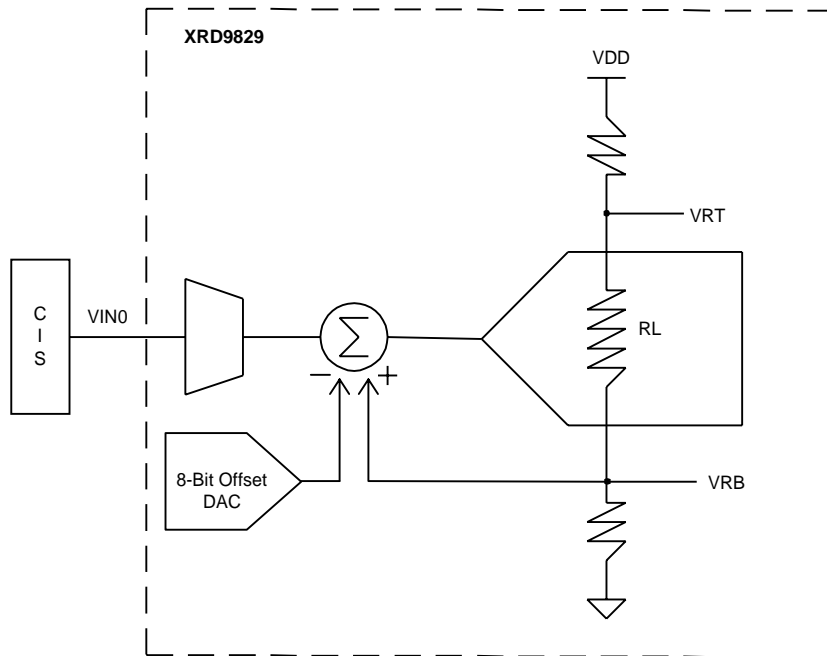 XRD9829
VDD
VRT
C
I
S
VIN0
RL
− +
8-Bit Offset
DAC
VRB